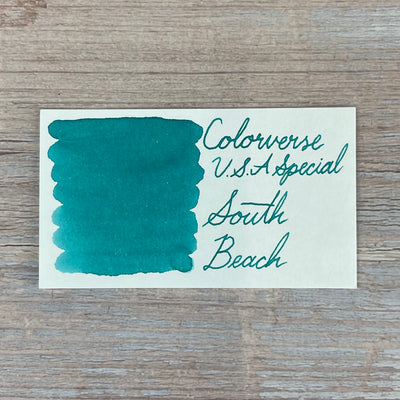 Colorverse
U.S.A Special
South
Beach